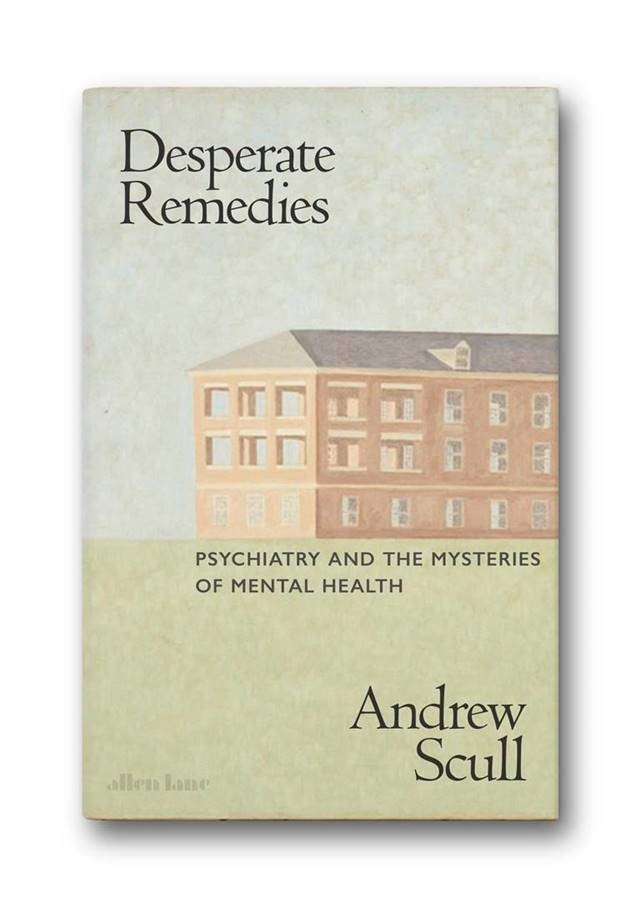 Desperate
Remedies
PSYCHIATRY AND THE MYSTERIES
OF MENTAL HEALTH
Andrew
Scull
allen lane